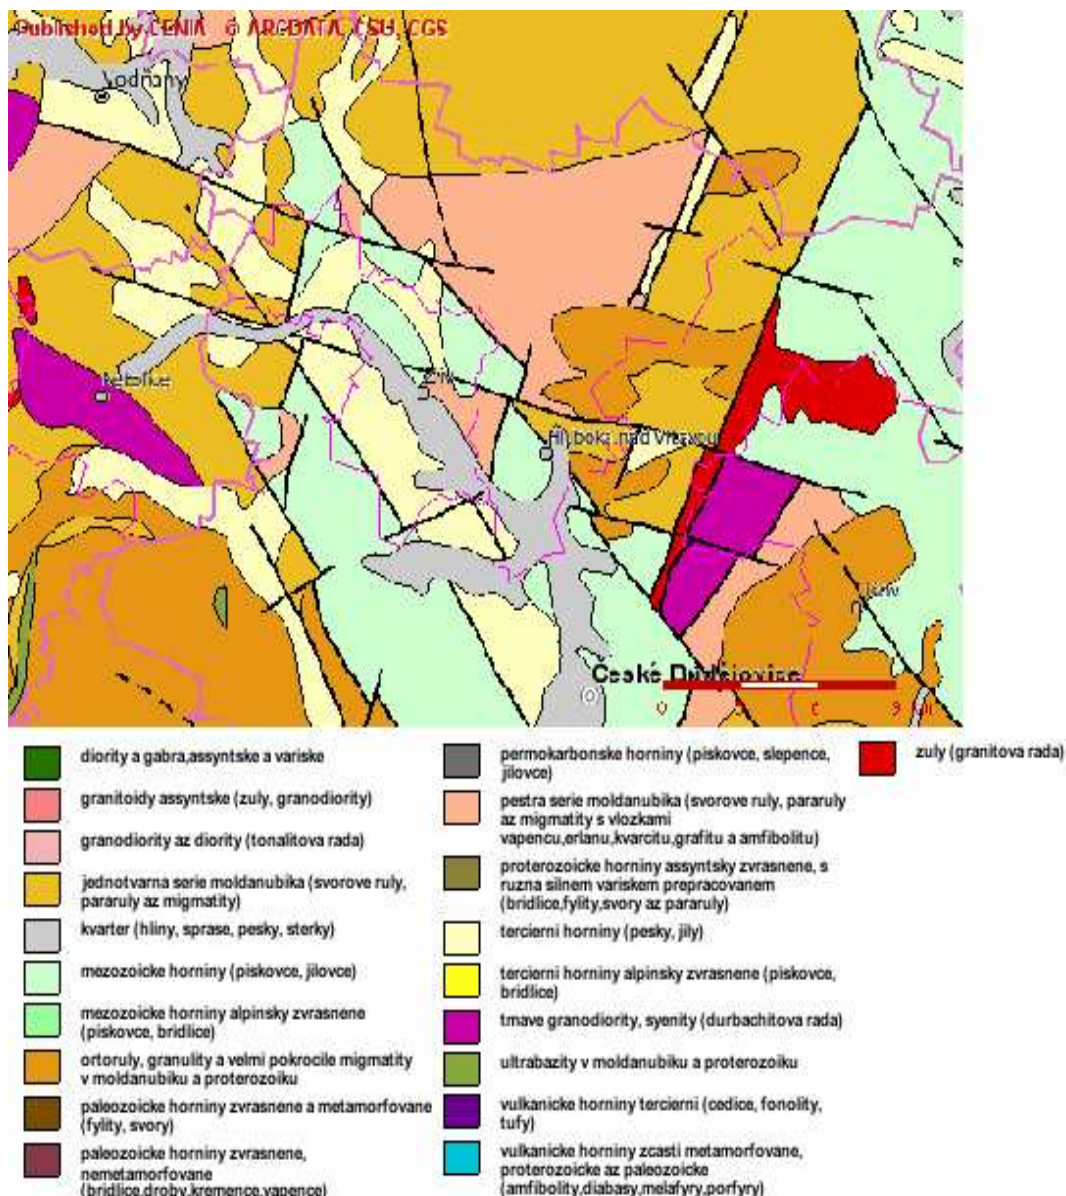 Published by CENIA © ARCDATA, CSU, CGS
Vodňany
Netolice
Zliv
Hluboka nad Vltavou
České Budějovice
0
6
9
diority a gabra,assyntske a variske
granitoidy assyntske (zuly, granodiority)
granodiority az diority (tonalitova rada)
jednotvarna serie moldanubika (svorove ruly,
pararuly az migmatity)
kvarter (hliny, sprase, pesky, sterky)
mezozoicke horniny (piskovce, jilovce)
mezozoicke horniny alpinsky zvrasnene
(piskovce, bridlice)
ortoruly, granulity a velmi pokrocile migmatity
v moldanubiku a proterozoiku
paleozoicke horniny zvrasnene a metamorfovane
(fylity, svory)
paleozoicke horniny zvrasnene,
nemetamorfovane
(bridlice,droby,kremence,vapence)
permokarbonske horniny (piskovce, slepence,
jilovce)
pestra serie moldanubika (svorove ruly, pararuly
az migmatity s vlozkami
vapencu,erlanu,kvarcitu,grafitu a amfibolitu)
proterozoicke horniny assyntsky zvrasnene, s
ruzna silnem variskem prepracovanem
(bridlice,fylity,svory az pararuly)
tercierni horniny (pesky, jily)
tercierni horniny alpinsky zvrasnene (piskovce,
bridlice)
tmave granodiority, syenity (durbachitova rada)
ultrabazity v moldanubiku a proterozoiku
vulkanicke horniny tercierni (cedice, fonolity,
tufy)
vulkanicke horniny zcasti metamorfovane,
proterozoicke az paleozoicke
(amfibolity,diabasy,melafyry,porfyry)
zuly (granitova rada)